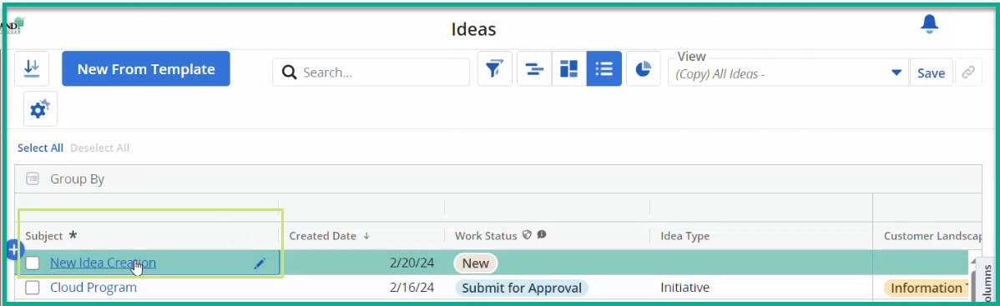 AND
Ideas
New From Template
Search...
View
(Copy) All Ideas -
Save
Select All Deselect All
Group By
Subject * Created Date ↓ Work Status Idea Type Customer Landscap
New Idea Creation 2/20/24 New
Cloud Program 2/16/24 Submit for Approval Initiative Information
olumns